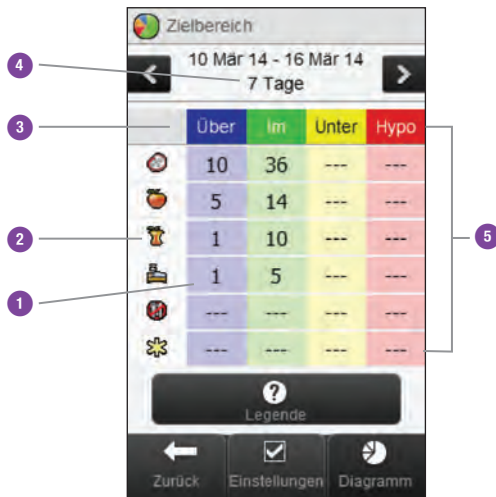 Zielbereich
10 Mär 14 - 16 Mär 14
7 Tage
Über Im Unter Hypo
10 36 --- ---
5 14 --- ---
1 10 --- ---
1 5 --- ---
--- --- --- ---
--- --- --- ---
?
Legende
Zurück Einstellungen Diagramm
4
3
2
1
5